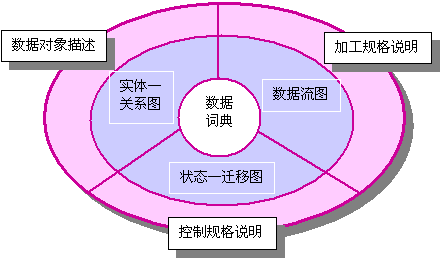 数据对象描述
加工规格说明
实体一
关系图
数据流图
数据
词典
状态一迁移图
控制规格说明